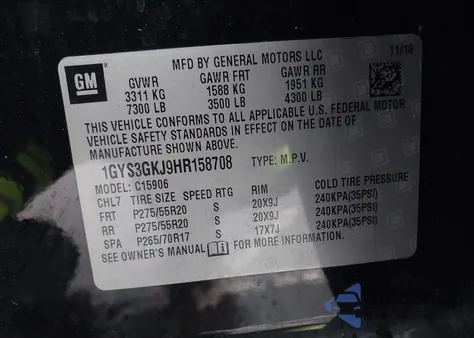 GM
MFD BY GENERAL MOTORS LLC
11/16
GVWR GAWR FRT GAWR RR
3311 KG 1588 KG 1951 KG
7300 LB 3500 LB 4300 LB
THIS VEHICLE CONFORMS TO ALL APPLICABLE U.S. FEDERAL MOTOR
VEHICLE SAFETY STANDARDS IN EFFECT ON THE DATE OF
MANUFACTURE SHOWN ABOVE.
1GYS3GKJ9HR158708 TYPE: M.P.V.
MODEL: C15906
CHL7 TIRE SIZE SPEED RTG RIM COLD TIRE PRESSURE
FRT P275/55R20 S 20X9J 240KPA(35PSI)
RR P275/55R20 S 20X9J 240KPA(35PSI)
SPA P265/70R17 S 17X7J 240KPA(35PSI)
SEE OWNER'S MANUAL FOR MORE INFORMATION.